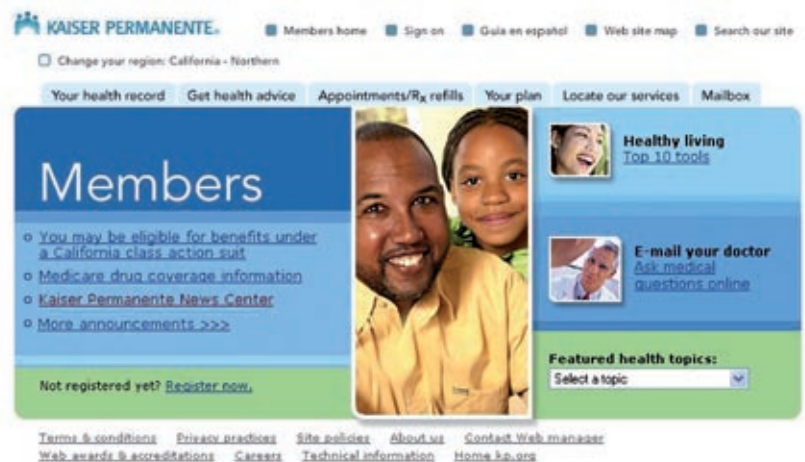 KAISER PERMANENTE®
Members home Sign on Guía en español Web site map Search our site
Change your region: California - Northern
Your health record Get health advice Appointments/Rx refills Your plan Locate our services Mailbox
Members
You may be eligible for benefits under
a California class action suit
Medicare drug coverage information
Kaiser Permanente News Center
More announcements >>>
Not registered yet? Register now.
Healthy living
Top 10 tools
E-mail your doctor
Ask medical
questions online
Featured health topics:
Select a topic
Terms & conditions Privacy practices Site policies About us Contact Web manager
Web awards & accreditations Careers Technical information Home kp.org